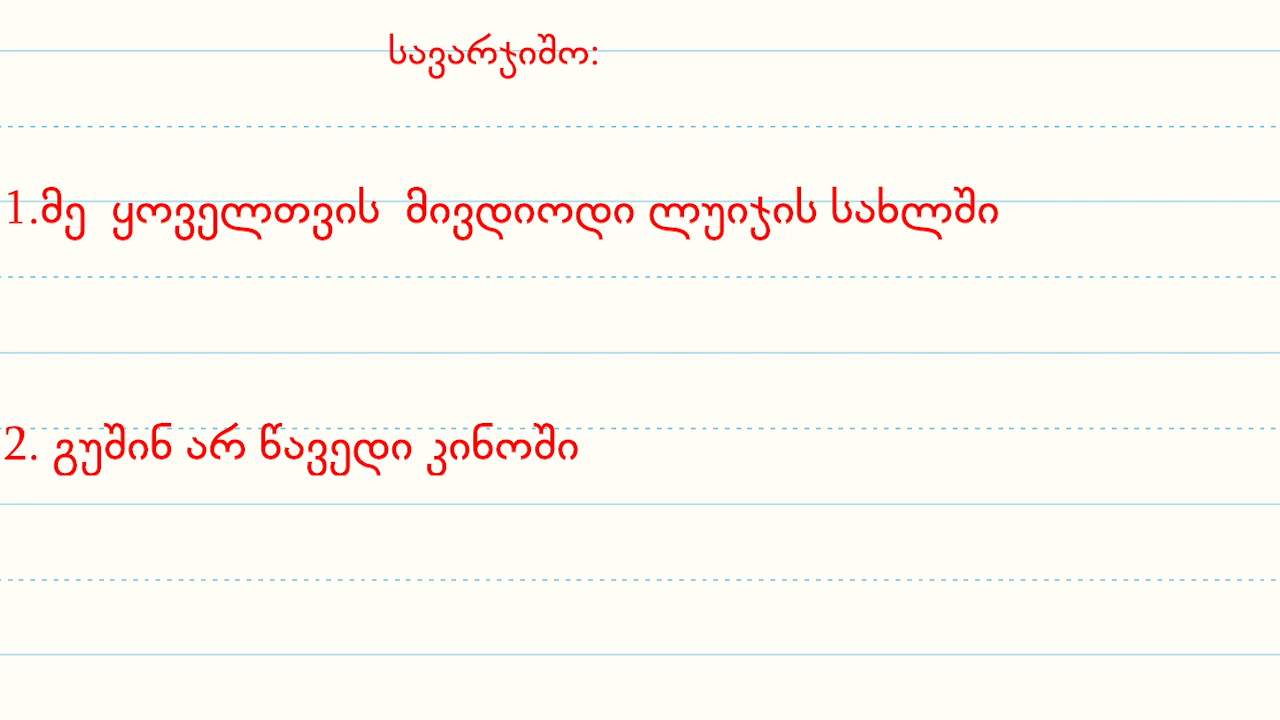 სავარჯიშო:
1.მე ყოველთვის მივდიოდი ლუიჯის სახლში
2. გუშინ არ წავედი კინოში